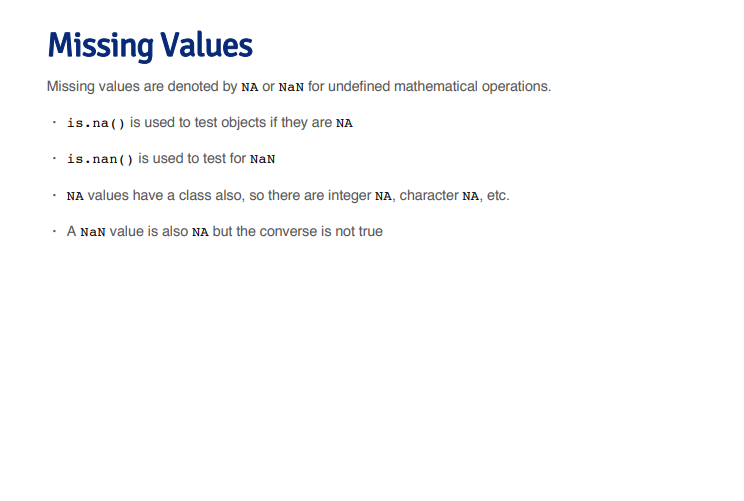 Missing Values
Missing values are denoted by NA or NaN for undefined mathematical operations.
· is.na() is used to test objects if they are NA
· is.nan() is used to test for NaN
· NA values have a class also, so there are integer NA, character NA, etc.
· A NaN value is also NA but the converse is not true